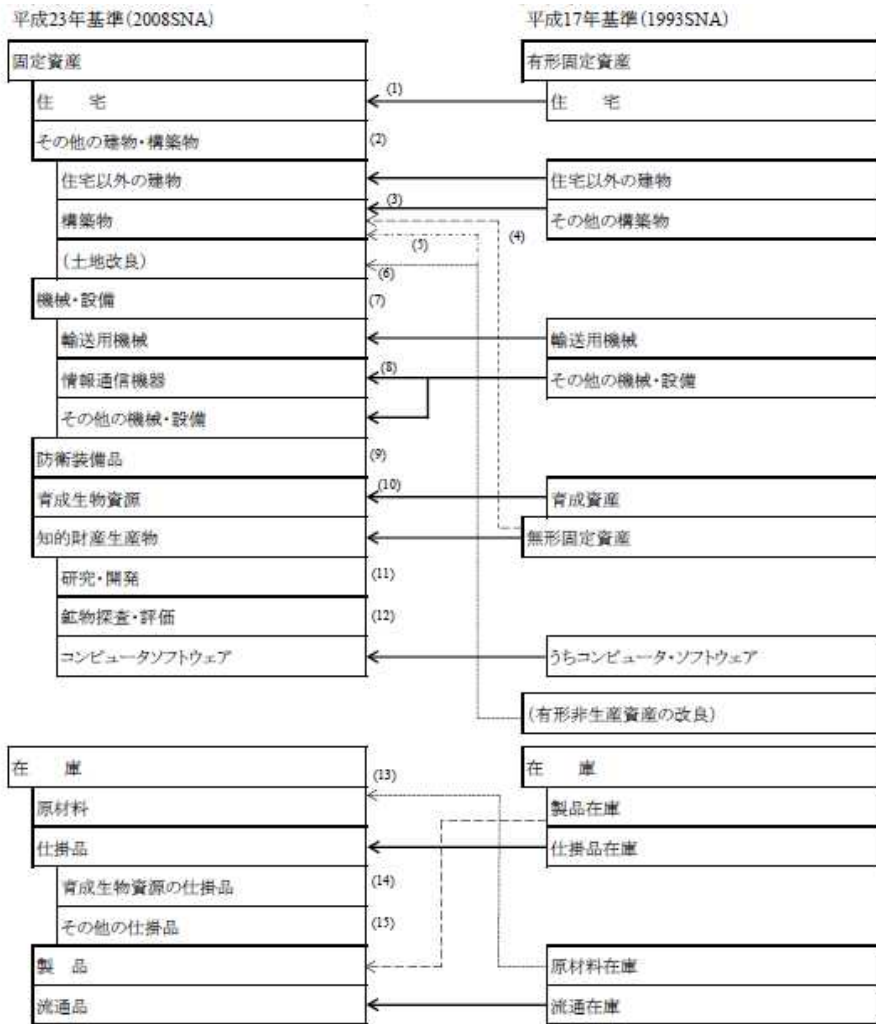 平成23年基準(2008SNA)
平成17年基準(1993SNA)
固定資産
有形固定資産
住　宅
(1)
住　宅
その他の建物・構築物
(2)
住宅以外の建物
住宅以外の建物
(3)
構築物
その他の構築物
(4)
(5)
(土地改良)
(6)
機械・設備
(7)
輸送用機械
輸送用機械
(8)
情報通信機器
その他の機械・設備
その他の機械・設備
防衛装備品
(9)
(10)
育成生物資源
育成資産
知的財産生産物
無形固定資産
研究・開発
(11)
鉱物探査・評価
(12)
コンピュータソフトウェア
うちコンピュータ・ソフトウェア
(有形非生産資産の改良)
在　庫
(13)
在　庫
原材料
製品在庫
仕掛品
仕掛品在庫
育成生物資源の仕掛品
(14)
その他の仕掛品
(15)
製　品
原材料在庫
流通品
流通在庫